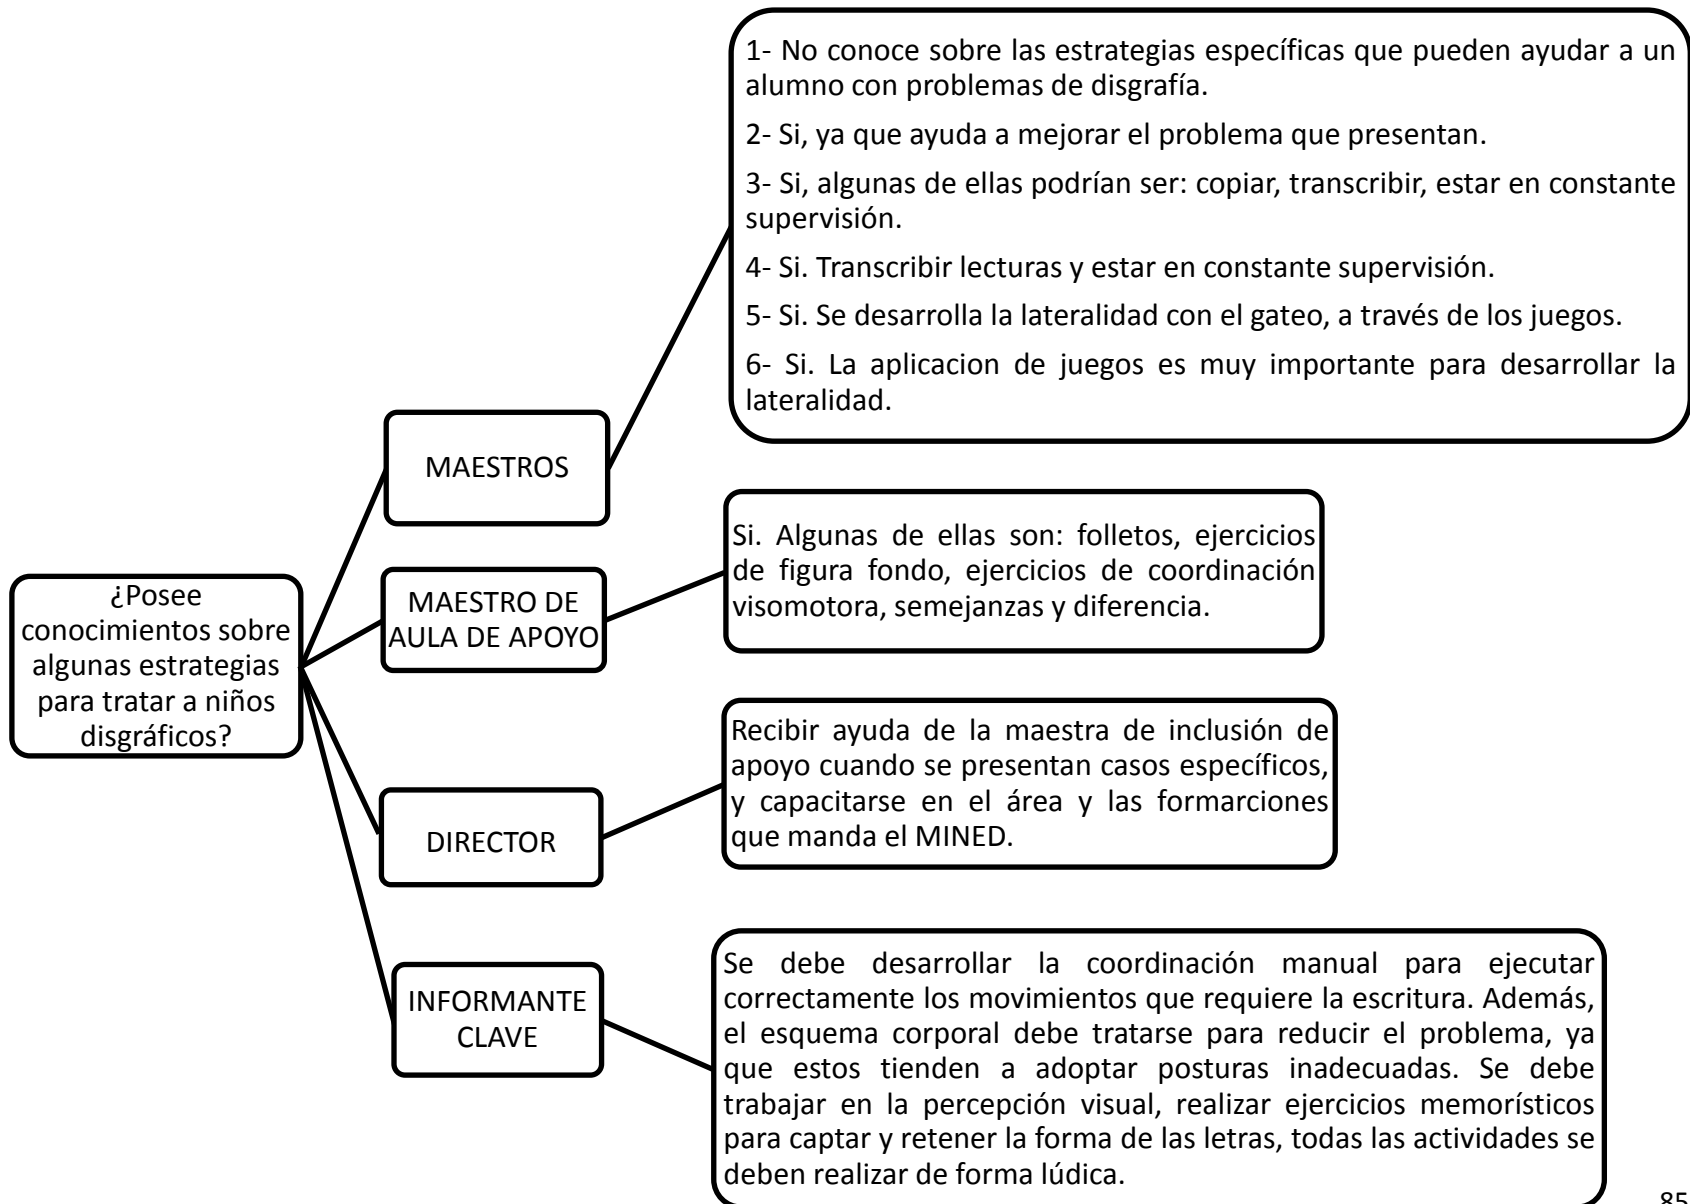 1- No conoce sobre las estrategias específicas que pueden ayudar a un
alumno con problemas de disgrafía.
2- Si, ya que ayuda a mejorar el problema que presentan.
3- Si, algunas de ellas podrían ser: copiar, transcribir, estar en constante
supervisión.
4- Si. Transcribir lecturas y estar en constante supervisión.
5- Si. Se desarrolla la lateralidad con el gateo, a través de los juegos.
6- Si. La aplicacion de juegos es muy importante para desarrollar la
lateralidad.
MAESTROS
Si. Algunas de ellas son: folletos, ejercicios
de figura fondo, ejercicios de coordinación
visomotora, semejanzas y diferencia.
MAESTRO DE
AULA DE APOYO
¿Posee
conocimientos sobre
algunas estrategias
para tratar a niños
disgráficos?
Recibir ayuda de la maestra de inclusión de
apoyo cuando se presentan casos específicos,
y capacitarse en el área y las formarciones
que manda el MINED.
DIRECTOR
INFORMANTE
CLAVE
Se debe desarrollar la coordinación manual para ejecutar
correctamente los movimientos que requiere la escritura. Además,
el esquema corporal debe tratarse para reducir el problema, ya
que estos tienden a adoptar posturas inadecuadas. Se debe
trabajar en la percepción visual, realizar ejercicios memorísticos
para captar y retener la forma de las letras, todas las actividades se
deben realizar de forma lúdica.
85